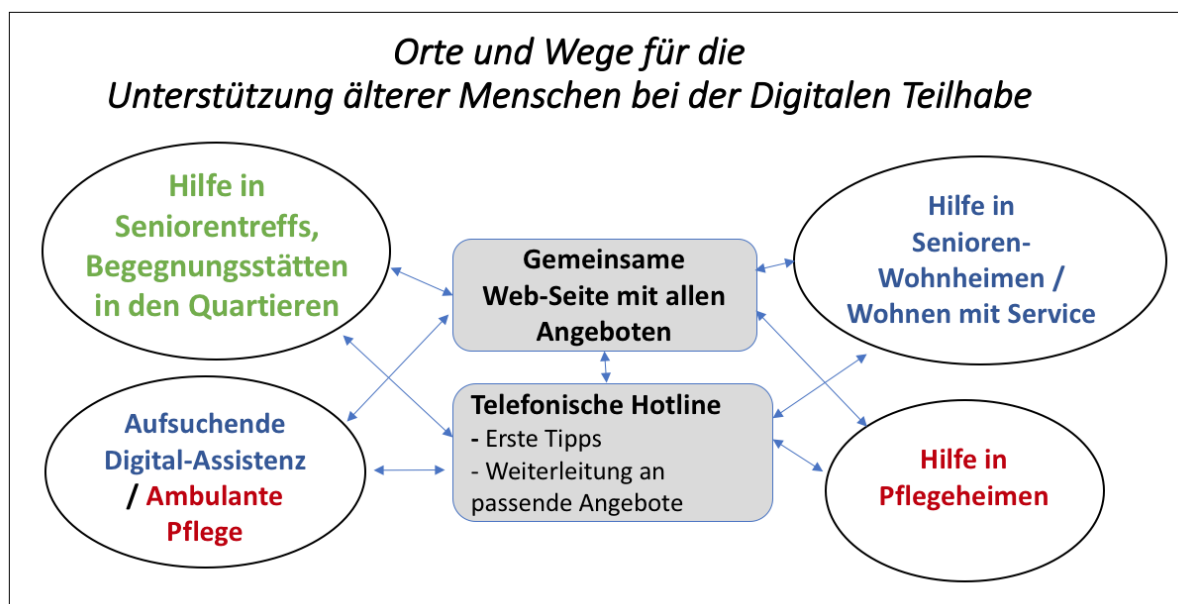 Orte und Wege für die
Unterstützung älterer Menschen bei der Digitalen Teilhabe
Hilfe in
Seniorentreffs,
Begegnungsstätten
in den Quartieren
Gemeinsame
Web-Seite mit allen
Angeboten
Hilfe in
Senioren-
Wohnheimen /
Wohnen mit Service
Aufsuchende
Digital-Assistenz
/ Ambulante
Pflege
Telefonische Hotline
- Erste Tipps
- Weiterleitung an
passende Angebote
Hilfe in
Pflegeheimen